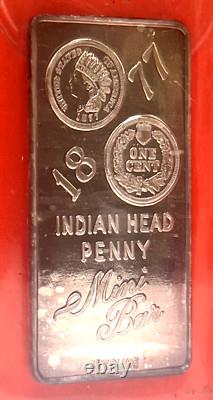 UNITED STATES OF AMERICA
1877
77
18
ONE
CENT
INDIAN HEAD
PENNY
Mini
Bar